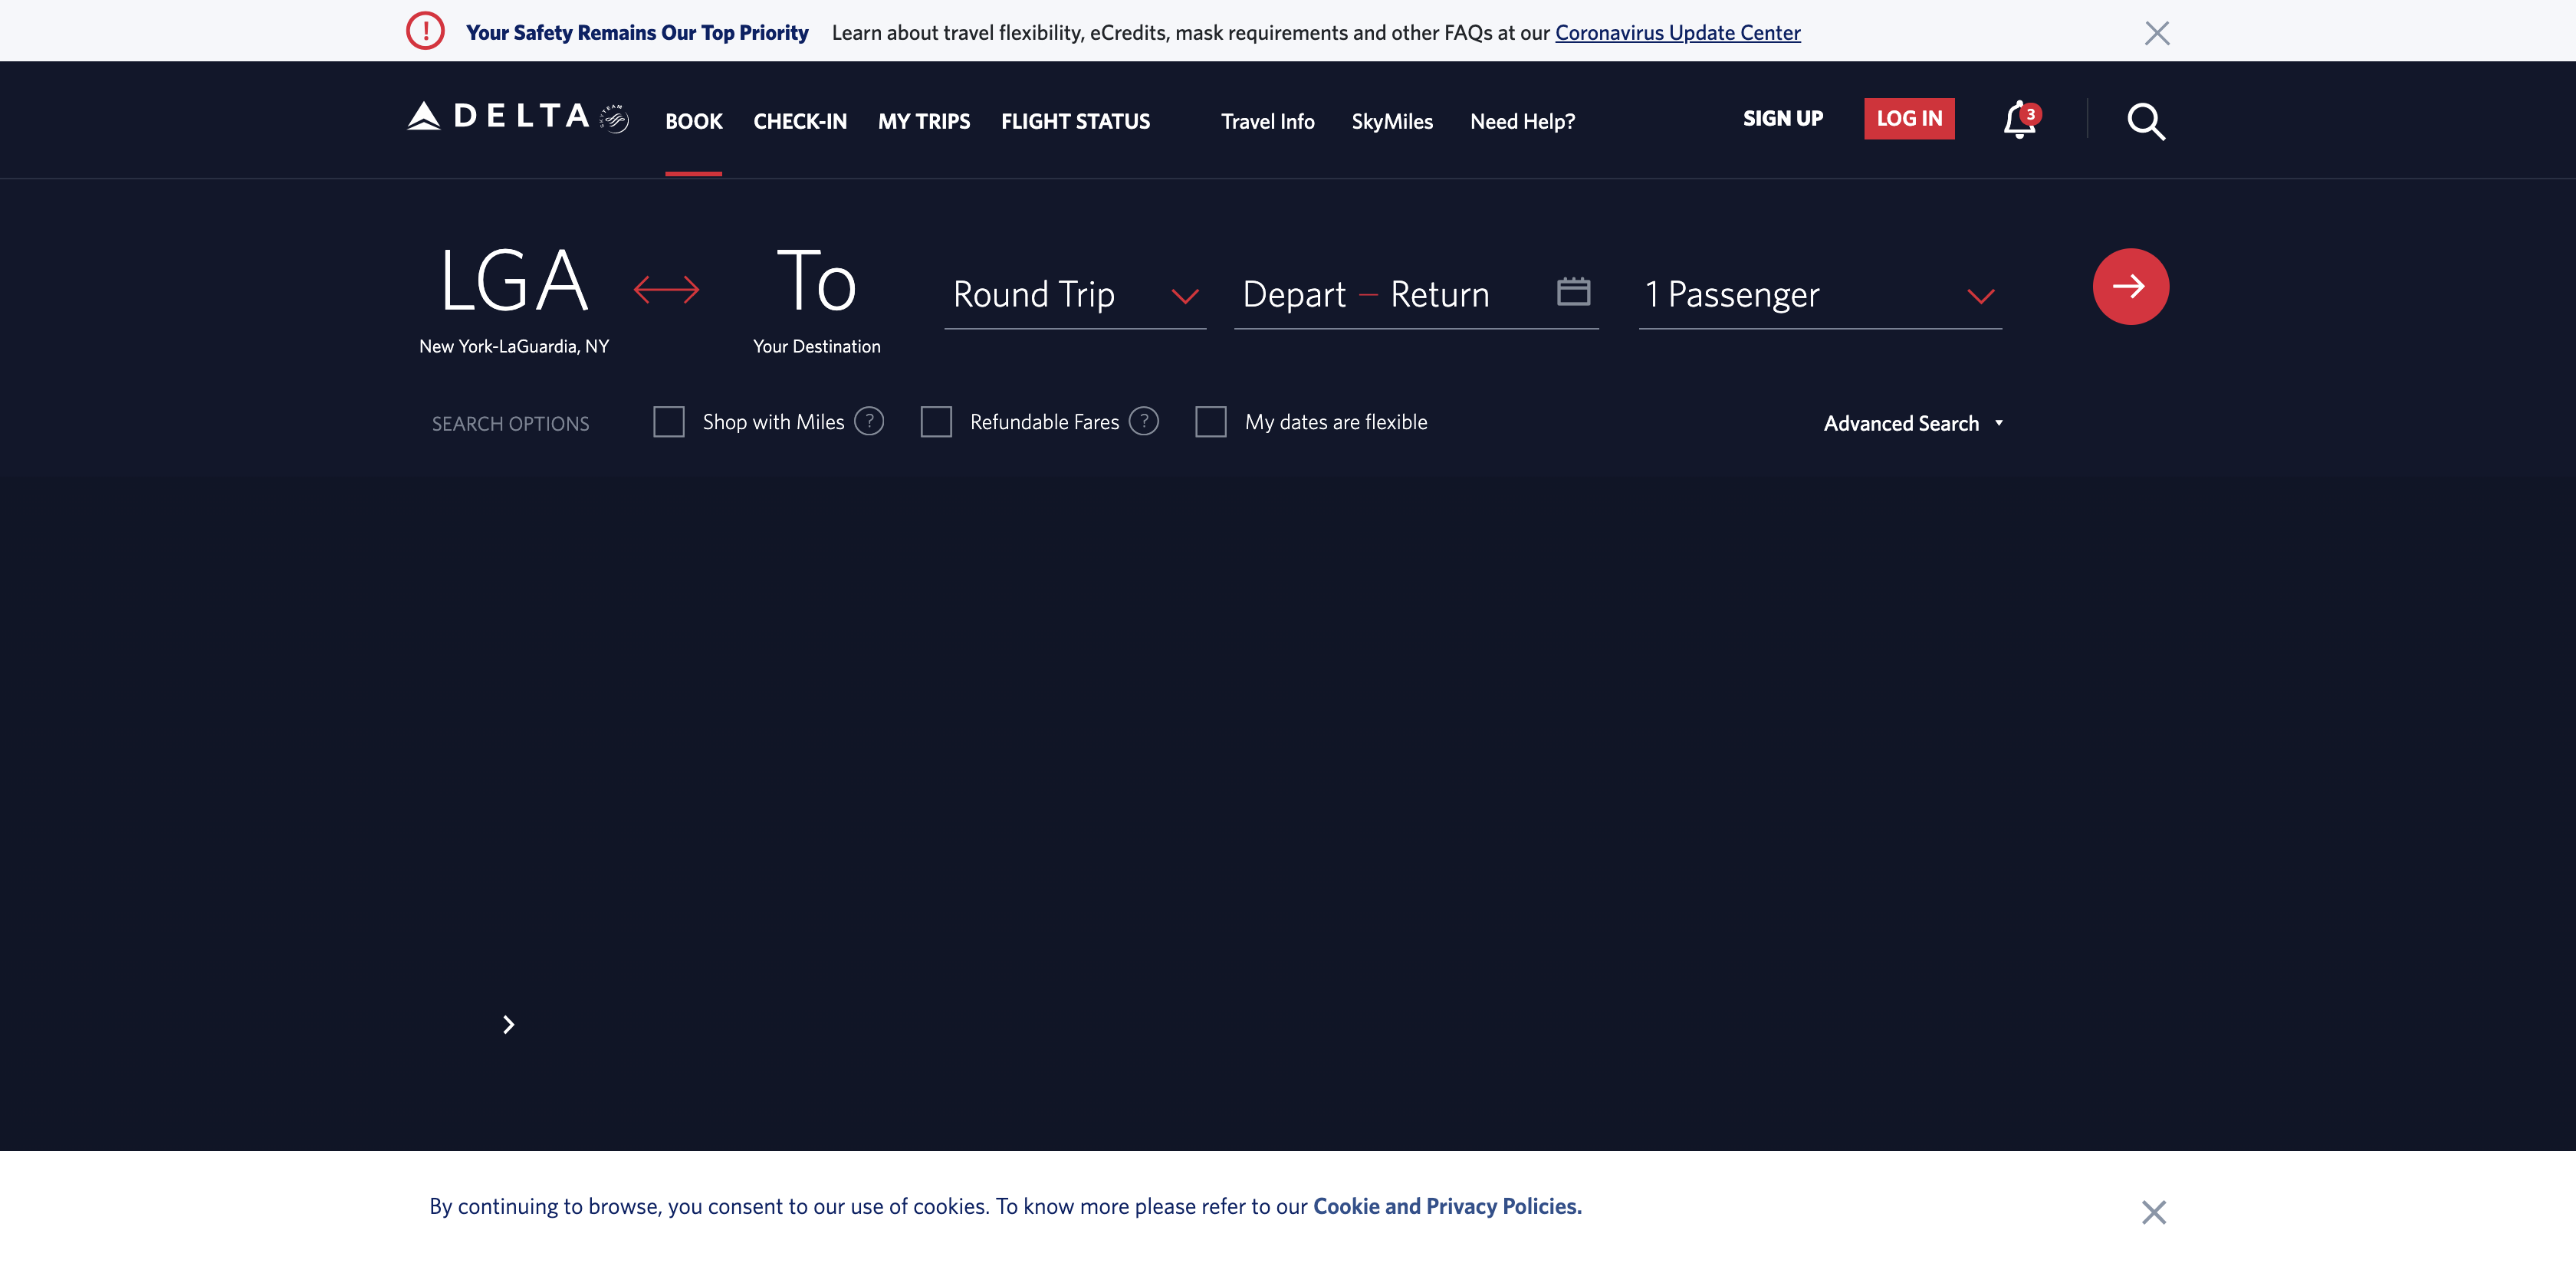 ! Your Safety Remains Our Top Priority Learn about travel flexibility, eCredits, mask requirements and other FAQs at our Coronavirus Update Center
DELTA BOOK CHECK-IN MY TRIPS FLIGHT STATUS Travel Info SkyMiles Need Help? SIGN UP LOG IN 3
LGA To Round Trip Depart – Return 1 Passenger
New York-LaGuardia, NY Your Destination
SEARCH OPTIONS Shop with Miles ? Refundable Fares ? My dates are flexible Advanced Search
By continuing to browse, you consent to our use of cookies. To know more please refer to our Cookie and Privacy Policies.